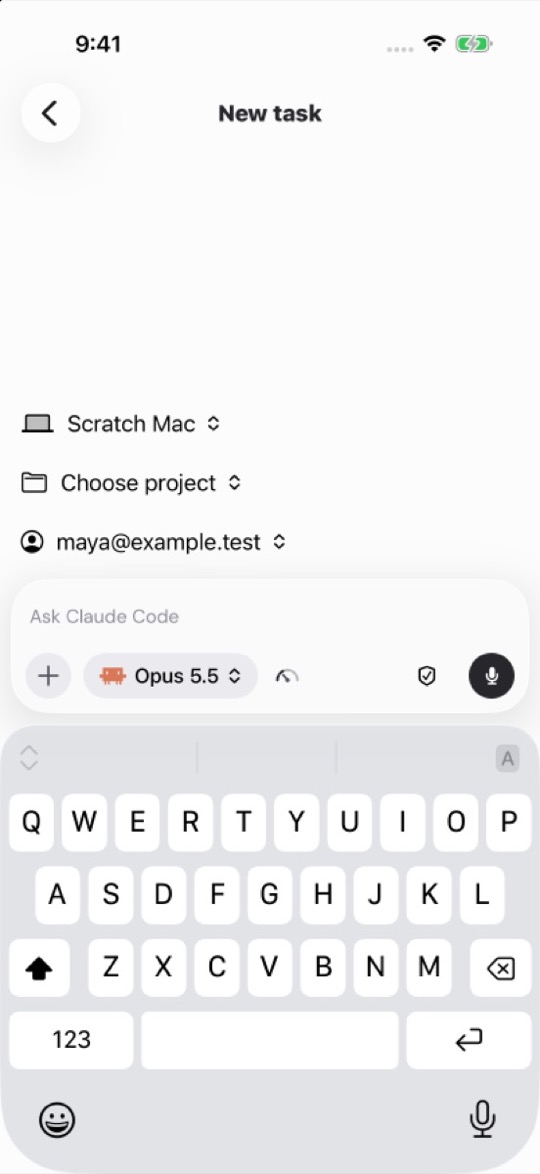 9:41
New task
Scratch Mac
Choose project
maya@example.test
Ask Claude Code
Opus 5.5
A
Q W E R T Y U I O P
A S D F G H J K L
Z X C V B N M
123